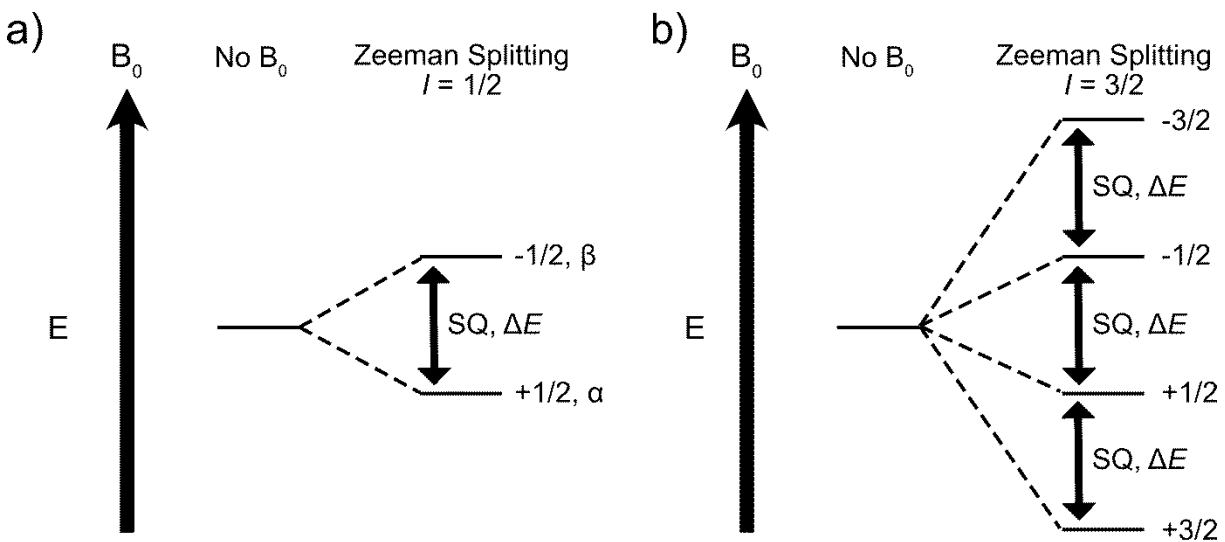 a)
B₀
No B₀
Zeeman Splitting
I = 1/2
-1/2, β
E
SQ, ΔE
+1/2, α
b)
B₀
No B₀
Zeeman Splitting
I = 3/2
-3/2
SQ, ΔE
-1/2
E
SQ, ΔE
+1/2
SQ, ΔE
+3/2